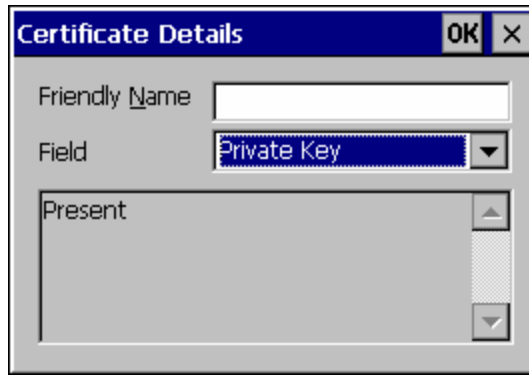 Certificate Details OK ×
Friendly Name
Field Private Key
Present